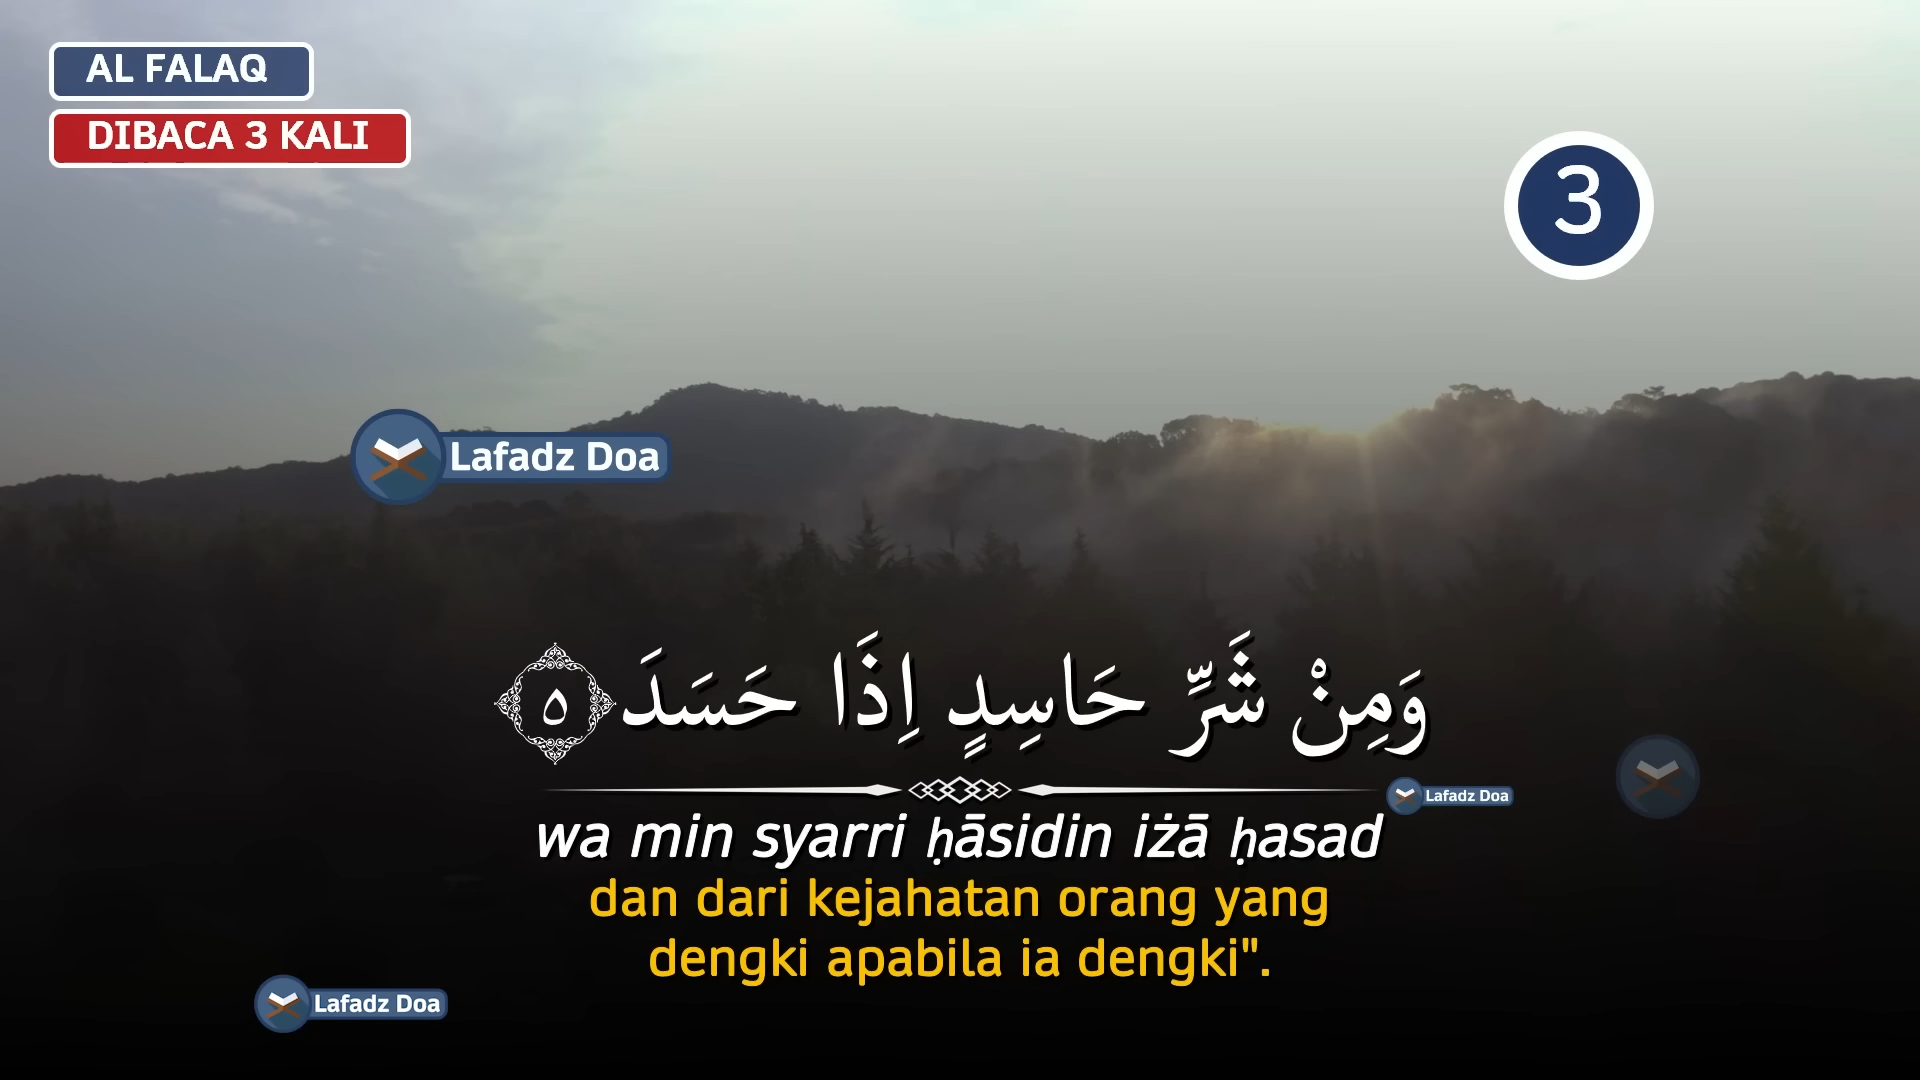 AL FALAQ
DIBACA 3 KALI
3
Lafadz Doa
وَمِنْ شَرِّ حَاسِدٍ اِذَا حَسَدَ ٥
Lafadz Doa
wa min syarri ḥāsidin iżā ḥasad
dan dari kejahatan orang yang
dengki apabila ia dengki".
Lafadz Doa